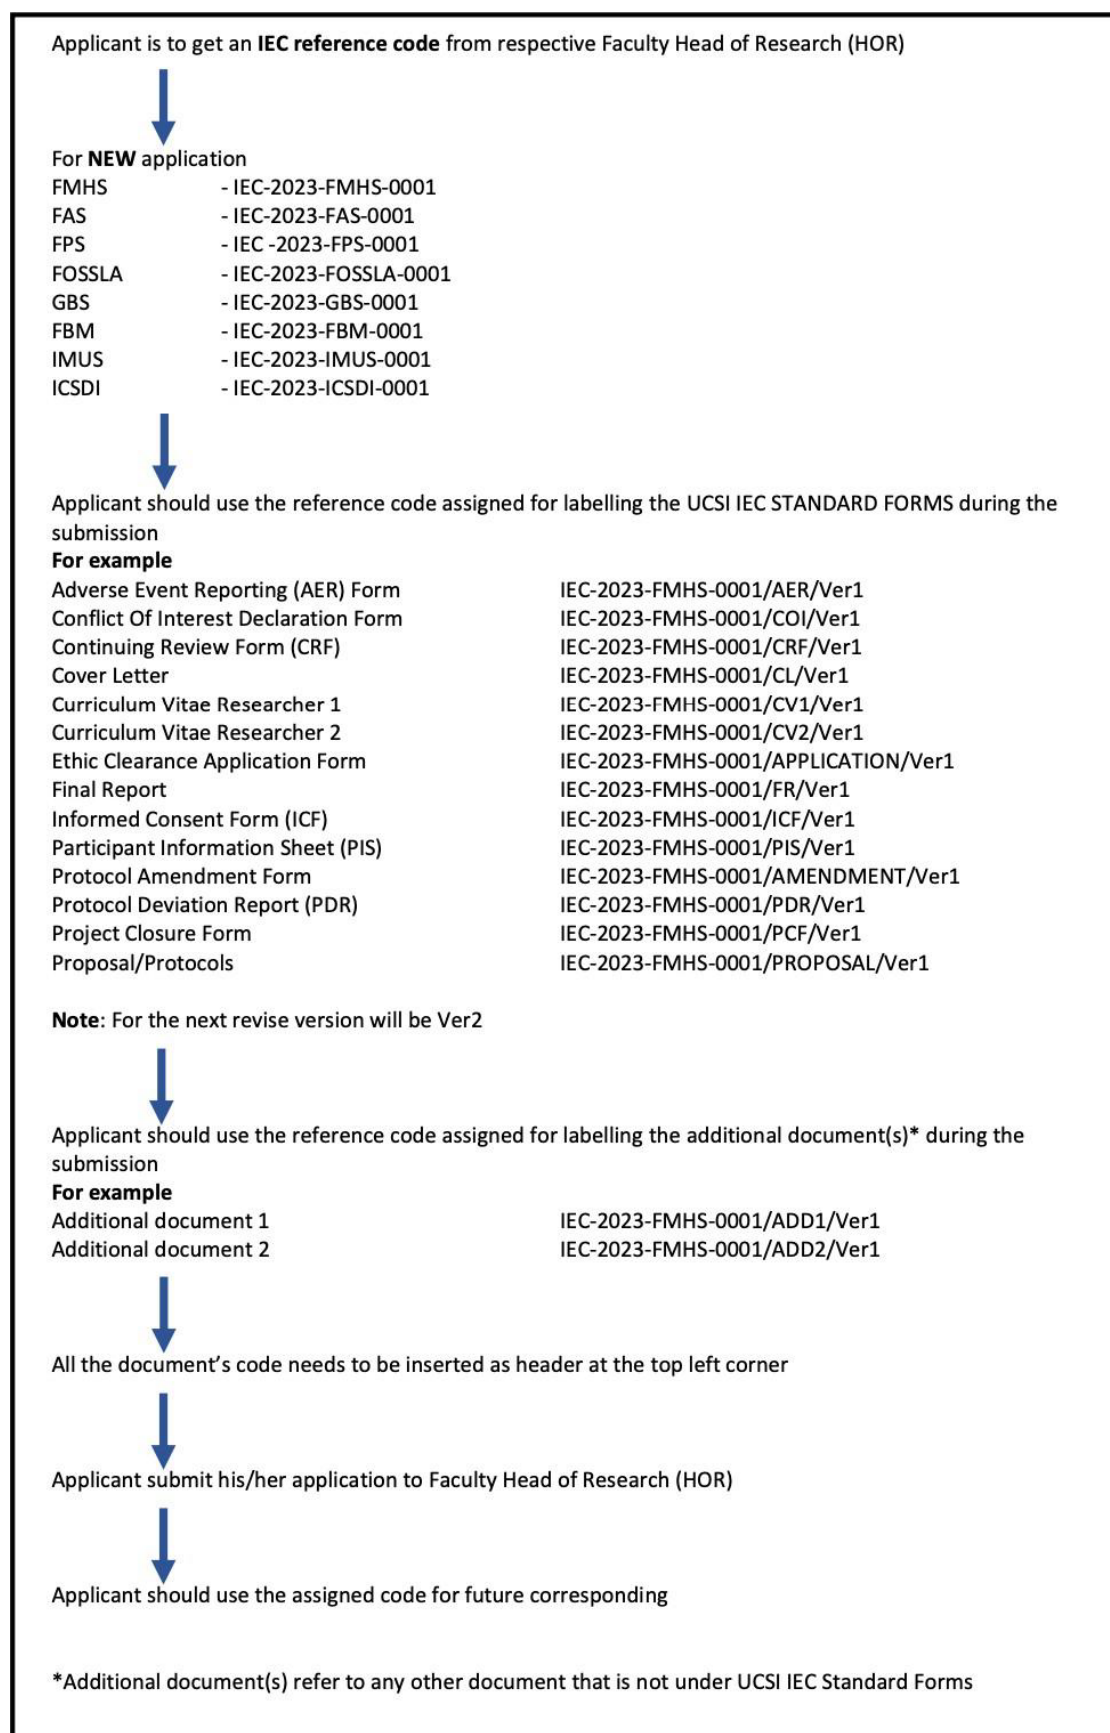 Applicant is to get an IEC reference code from respective Faculty Head of Research (HOR)
For NEW application
FMHS - IEC-2023-FMHS-0001
FAS - IEC-2023-FAS-0001
FPS - IEC -2023-FPS-0001
FOSSLA - IEC-2023-FOSSLA-0001
GBS - IEC-2023-GBS-0001
FBM - IEC-2023-FBM-0001
IMUS - IEC-2023-IMUS-0001
ICSDI - IEC-2023-ICSDI-0001
Applicant should use the reference code assigned for labelling the UCSI IEC STANDARD FORMS during the
submission
For example
Adverse Event Reporting (AER) Form IEC-2023-FMHS-0001/AER/Ver1
Conflict Of Interest Declaration Form IEC-2023-FMHS-0001/COI/Ver1
Continuing Review Form (CRF) IEC-2023-FMHS-0001/CRF/Ver1
Cover Letter IEC-2023-FMHS-0001/CL/Ver1
Curriculum Vitae Researcher 1 IEC-2023-FMHS-0001/CV1/Ver1
Curriculum Vitae Researcher 2 IEC-2023-FMHS-0001/CV2/Ver1
Ethic Clearance Application Form IEC-2023-FMHS-0001/APPLICATION/Ver1
Final Report IEC-2023-FMHS-0001/FR/Ver1
Informed Consent Form (ICF) IEC-2023-FMHS-0001/ICF/Ver1
Participant Information Sheet (PIS) IEC-2023-FMHS-0001/PIS/Ver1
Protocol Amendment Form IEC-2023-FMHS-0001/AMENDMENT/Ver1
Protocol Deviation Report (PDR) IEC-2023-FMHS-0001/PDR/Ver1
Project Closure Form IEC-2023-FMHS-0001/PCF/Ver1
Proposal/Protocols IEC-2023-FMHS-0001/PROPOSAL/Ver1
Note: For the next revise version will be Ver2
Applicant should use the reference code assigned for labelling the additional document(s)* during the
submission
For example
Additional document 1 IEC-2023-FMHS-0001/ADD1/Ver1
Additional document 2 IEC-2023-FMHS-0001/ADD2/Ver1
All the document’s code needs to be inserted as header at the top left corner
Applicant submit his/her application to Faculty Head of Research (HOR)
Applicant should use the assigned code for future corresponding
*Additional document(s) refer to any other document that is not under UCSI IEC Standard Forms